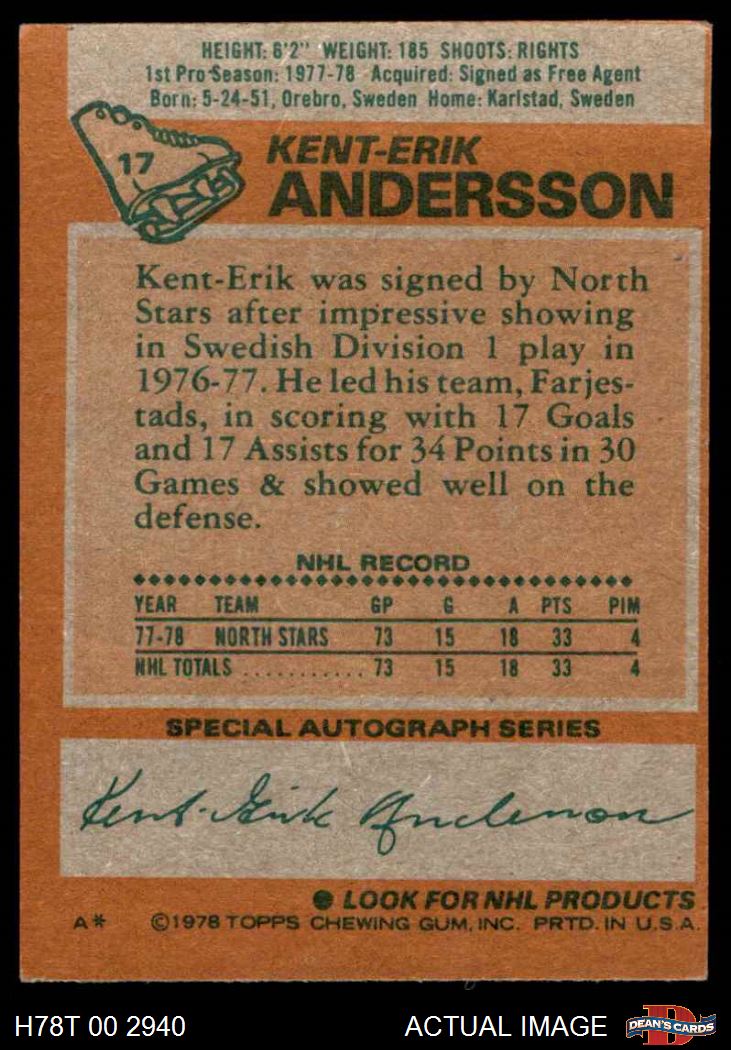 HEIGHT: 6'2" WEIGHT: 185 SHOOTS: RIGHTS
1st Pro Season: 1977-78 Acquired: Signed as Free Agent
Born: 5-24-51, Orebro, Sweden Home: Karlstad, Sweden
17
KENT-ERIK
ANDERSSON
Kent-Erik was signed by North
Stars after impressive showing
in Swedish Division 1 play in
1976-77. He led his team, Farjes-
tads, in scoring with 17 Goals
and 17 Assists for 34 Points in 30
Games & showed well on the
defense.
NHL RECORD
YEAR TEAM GP G A PTS PIM
77-78 NORTH STARS 73 15 18 33 4
NHL TOTALS ............ 73 15 18 33 4
SPECIAL AUTOGRAPH SERIES
Kent-Erik Andersson
● LOOK FOR NHL PRODUCTS
A* ©1978 TOPPS CHEWING GUM, INC. PRTD. IN U.S.A.
H78T 00 2940 ACTUAL IMAGE DEAN'S CARDS